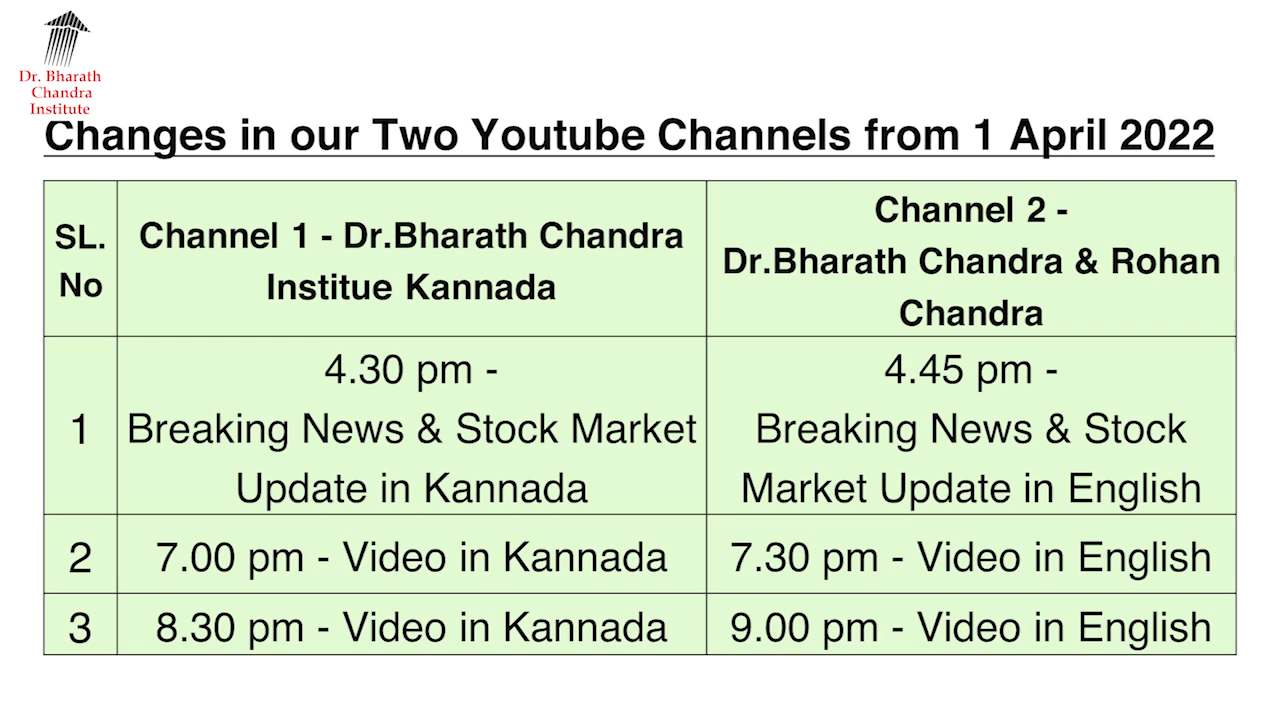 Dr. Bharath
Chandra
Institute
Changes in our Two Youtube Channels from 1 April 2022
SL.
No
Channel 1 - Dr.Bharath Chandra
Institue Kannada
Channel 2 -
Dr.Bharath Chandra & Rohan
Chandra
1
4.30 pm -
Breaking News & Stock Market
Update in Kannada
4.45 pm -
Breaking News & Stock
Market Update in English
2
7.00 pm - Video in Kannada
7.30 pm - Video in English
3
8.30 pm - Video in Kannada
9.00 pm - Video in English